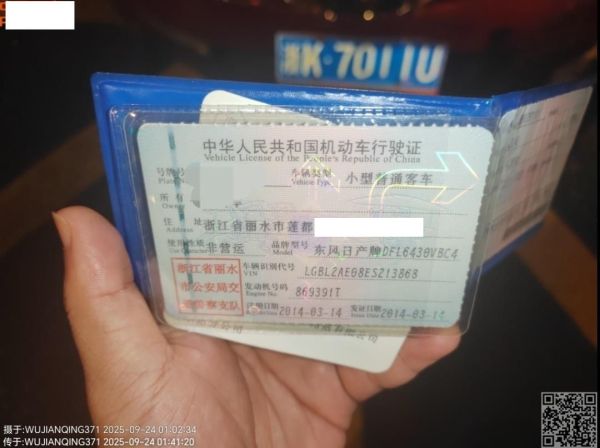 浙K·7011U
中华人民共和国机动车行驶证
Vehicle License of the People's Republic of China
号牌号 车辆类型 小型普通客车
Plate No. Vehicle Type
所有
Owner
住址 浙江省丽水市莲都
Address
使用性质 非营运 品牌型号 东风日产牌DFL6430VBC4
Use Character Model
浙江省丽水 车辆识别代号 LGBL2AE08ES213868
VIN
市公安局交 发动机号码 869391T
Engine No.
通警察支队 注册日期 2014-03-14 发证日期 2014-03-14
Issue Date
摄于:WUJIANQING371 2025-09-24 01:02:34
传于:WUJIANQING371 2025-09-24 01:41:20